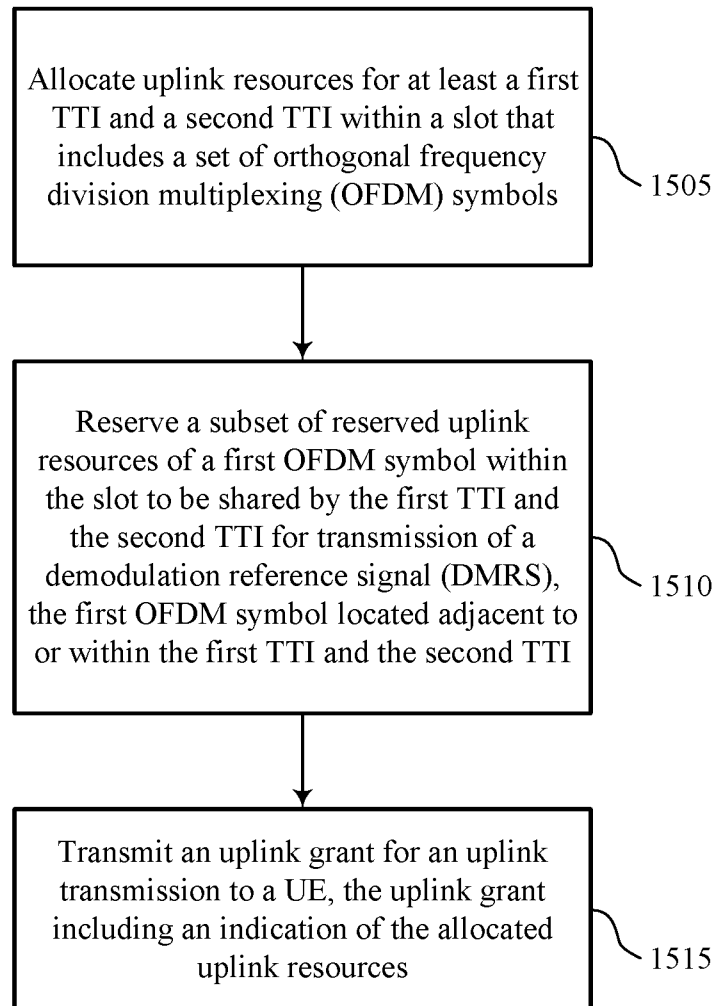 Allocate uplink resources for at least a first
TTI and a second TTI within a slot that
includes a set of orthogonal frequency
division multiplexing (OFDM) symbols
1505
Reserve a subset of reserved uplink
resources of a first OFDM symbol within
the slot to be shared by the first TTI and
the second TTI for transmission of a
demodulation reference signal (DMRS),
the first OFDM symbol located adjacent to
or within the first TTI and the second TTI
1510
Transmit an uplink grant for an uplink
transmission to a UE, the uplink grant
including an indication of the allocated
uplink resources
1515